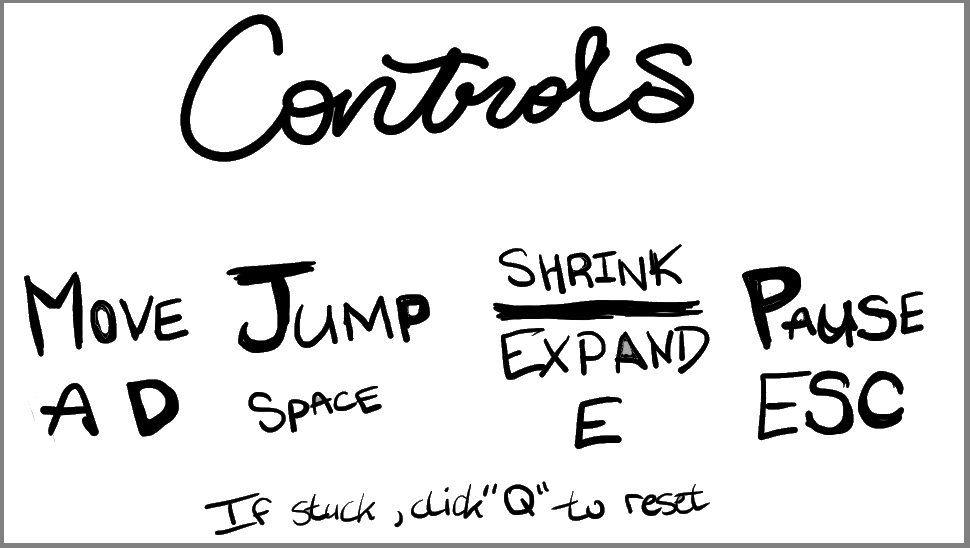 Controls
MOVE JUMP SHRINK PAUSE
EXPAND
A D SPACE E ESC
If stuck, click "Q" to reset